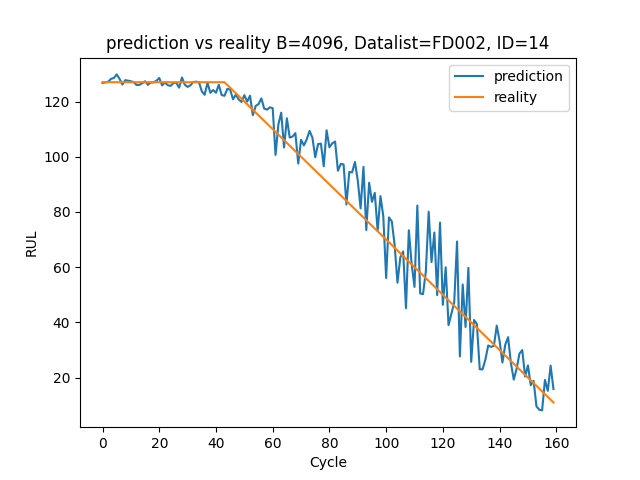 prediction vs reality B=4096, Datalist=FD002, ID=14
prediction
reality
RUL
120
100
80
60
40
20
0 20 40 60 80 100 120 140 160
Cycle